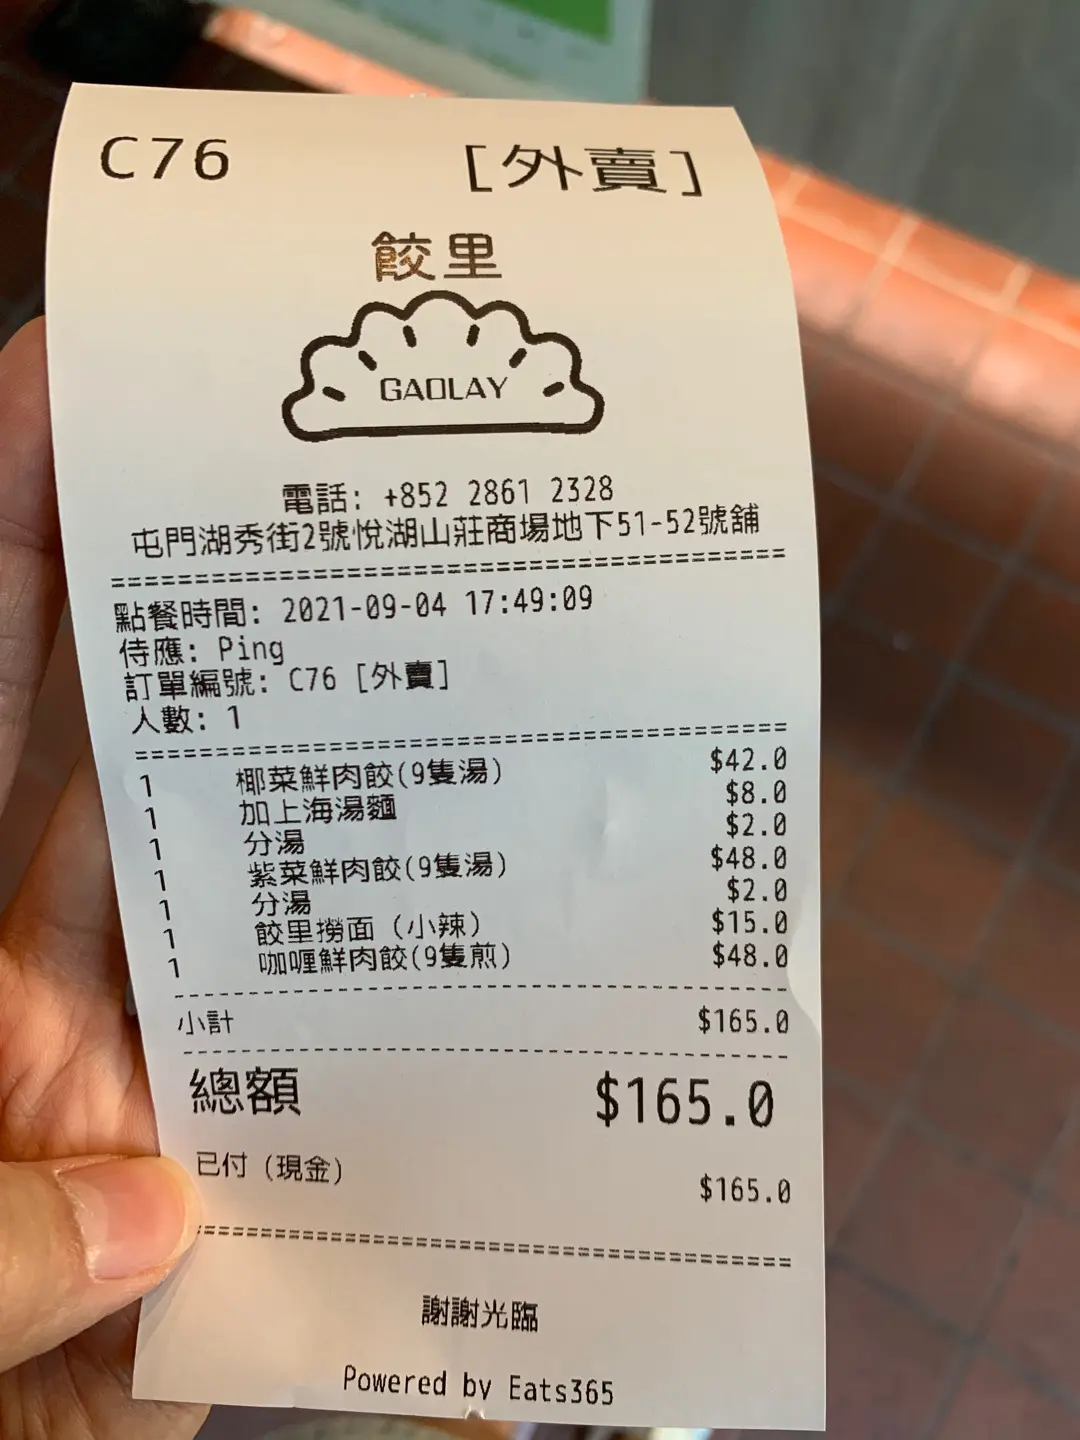 C76 [外賣]
餃里
GAOLAY
電話: +852 2861 2328
屯門湖秀街2號悅湖山莊商場地下51-52號舖
========================================
點餐時間: 2021-09-04 17:49:09
侍應: Ping
訂單編號: C76 [外賣]
人數: 1
========================================
1 椰菜鮮肉餃(9隻湯) $42.0
1 加上海湯麵 $8.0
1 分湯 $2.0
1 紫菜鮮肉餃(9隻湯) $48.0
1 分湯 $2.0
1 餃里撈面 (小辣) $15.0
1 咖喱鮮肉餃(9隻煎) $48.0
小計 $165.0
總額 $165.0
已付 (現金) $165.0
========================================
謝謝光臨
Powered by Eats365